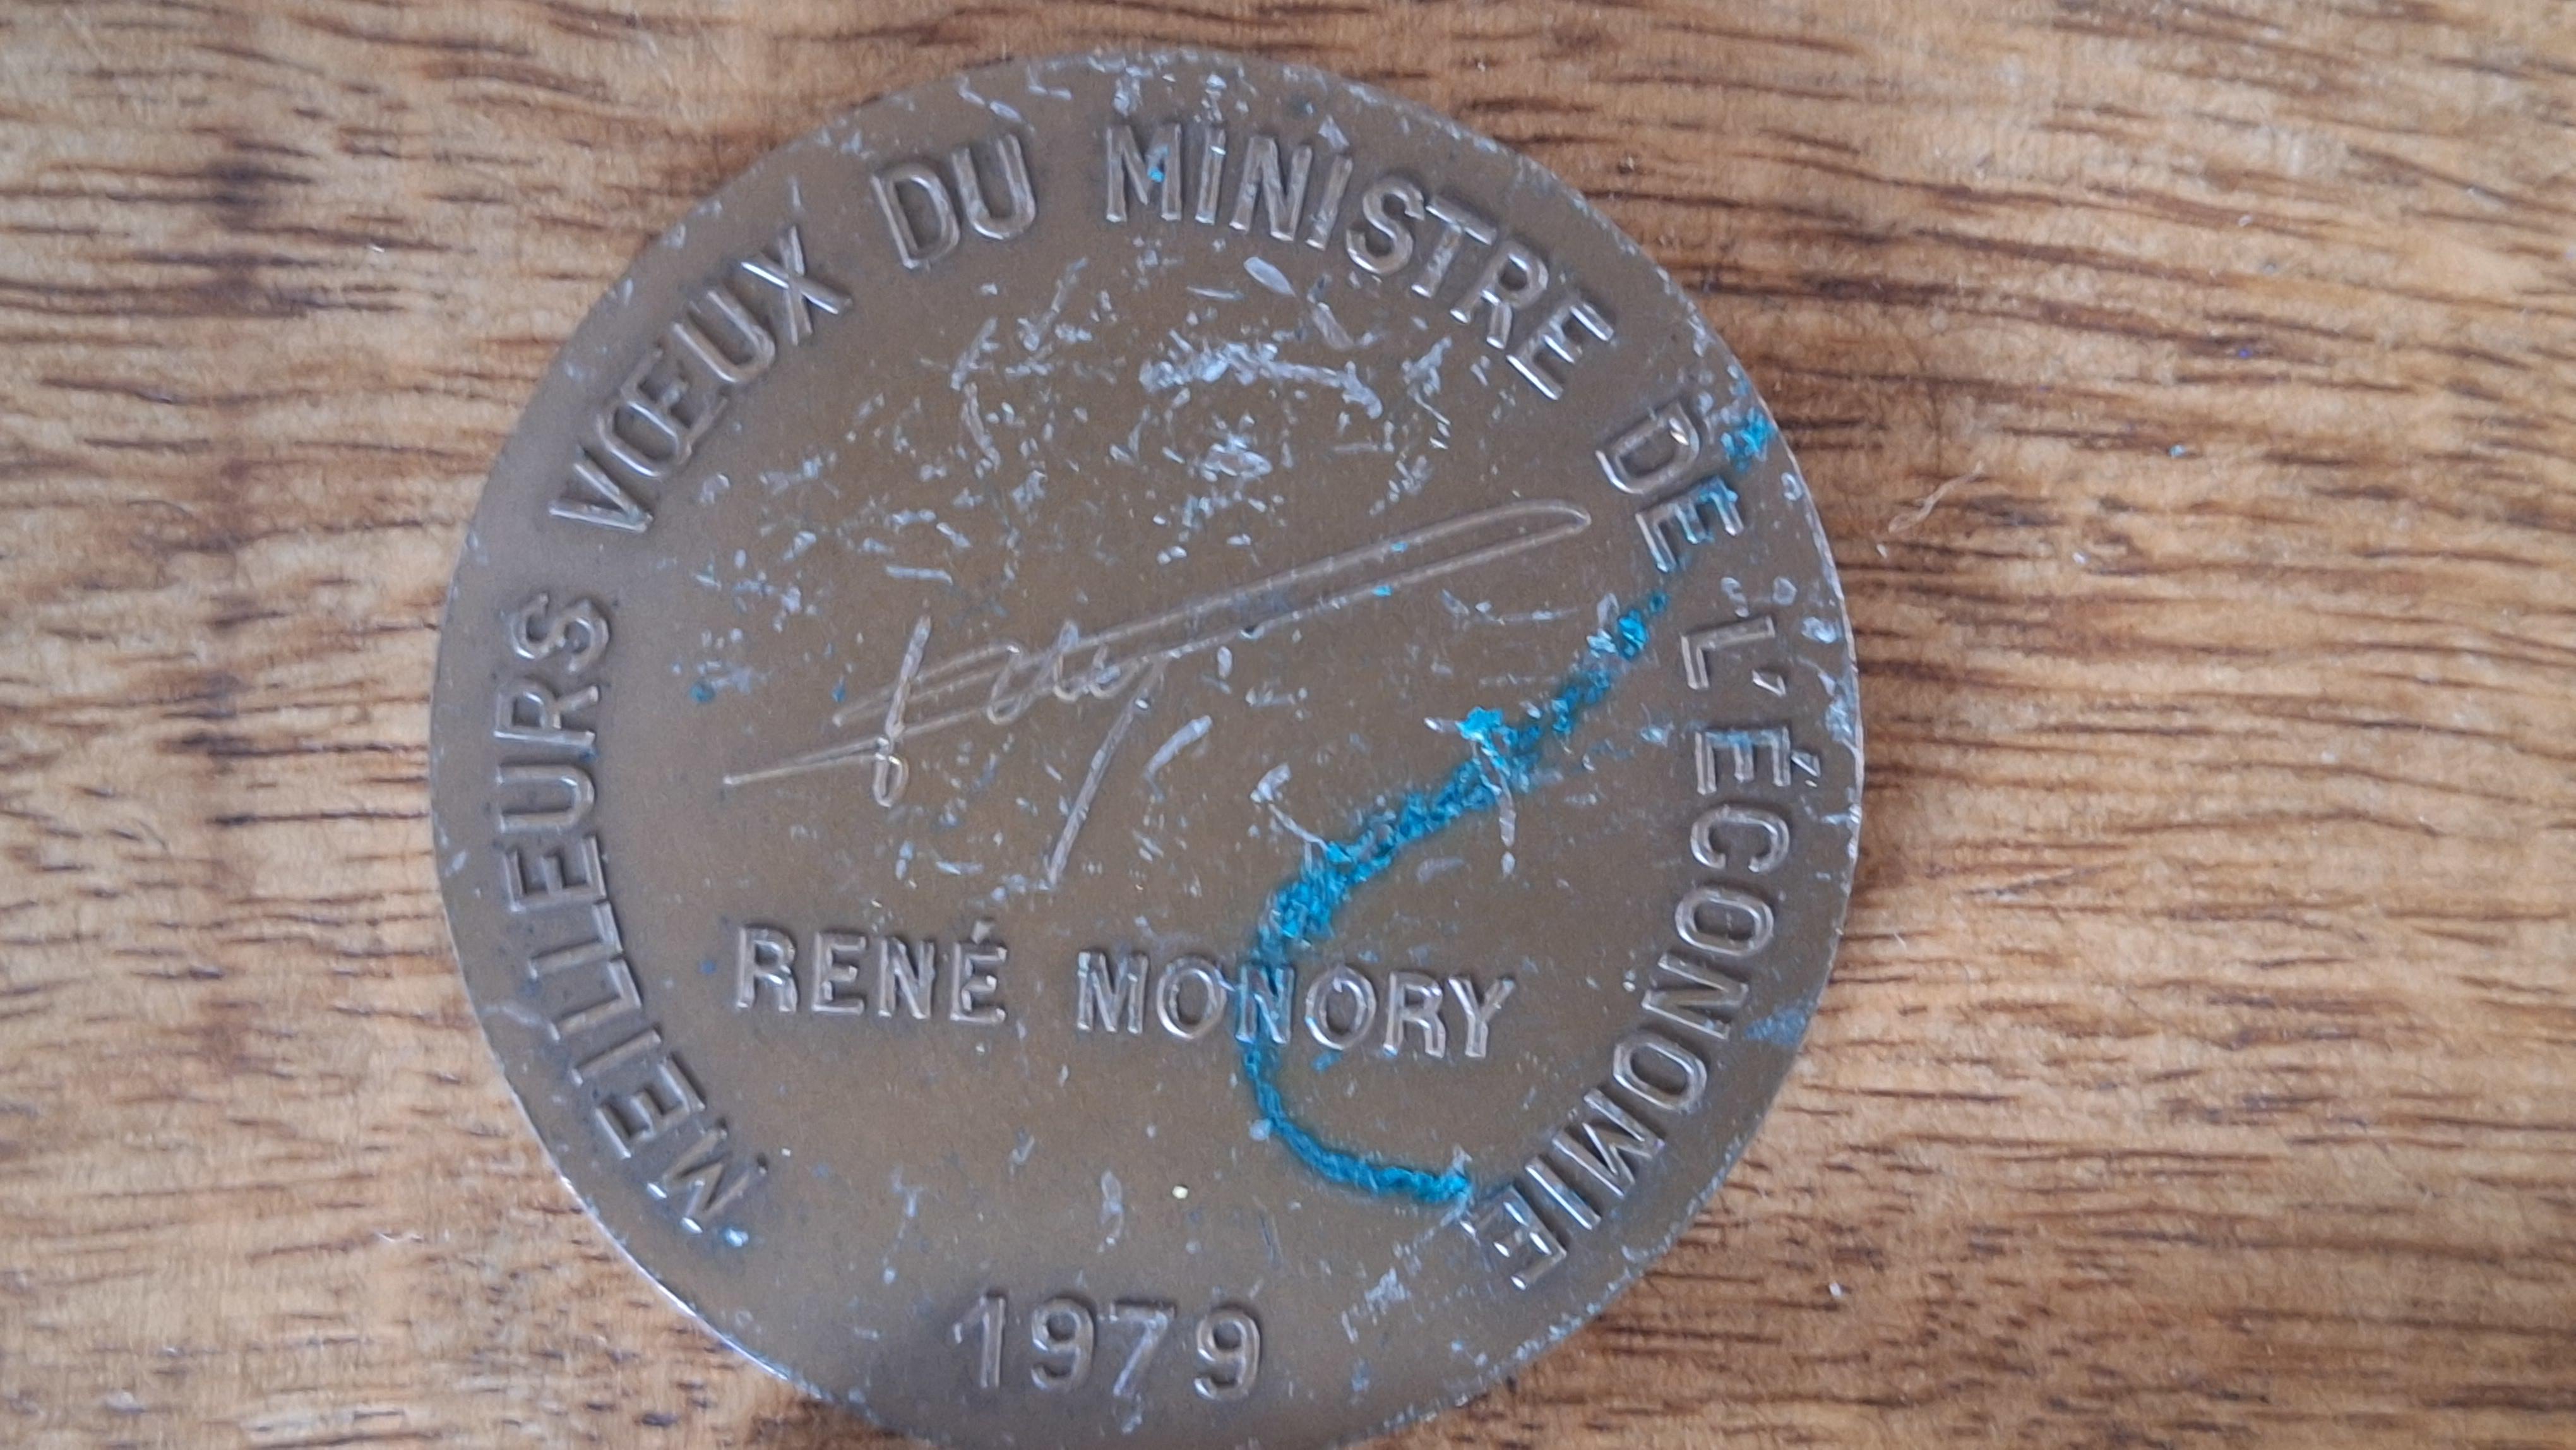 MEILLEURS VŒUX DU MINISTRE DE L'ÉCONOMIE
RENÉ MONORY
1979